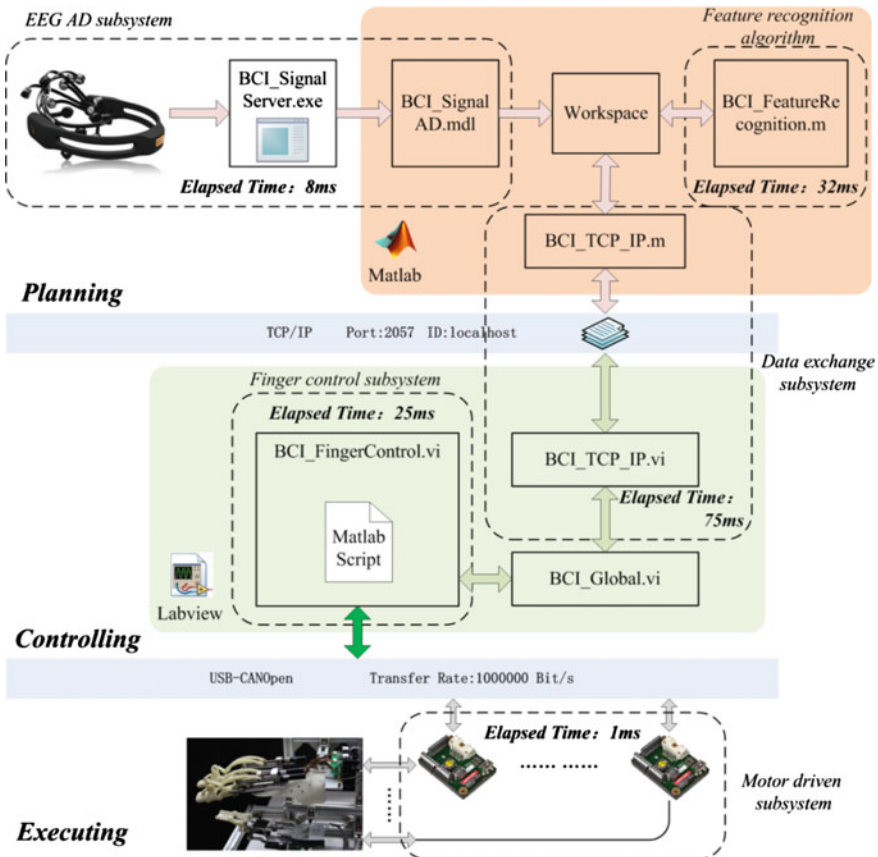 EEG AD subsystem
Feature recognition
algorithm
BCI_Signal
Server.exe
BCI_Signal
AD.mdl
Workspace
BCI_FeatureRe
cognition.m
Elapsed Time：8ms
Elapsed Time：32ms
BCI_TCP_IP.m
Matlab
Planning
TCP/IP Port:2057 ID:localhost
Data exchange
subsystem
Finger control subsystem
Elapsed Time：25ms
BCI_FingerControl.vi
BCI_TCP_IP.vi
Elapsed Time：
75ms
Matlab
Script
BCI_Global.vi
Labview
Controlling
USB-CANOpen Transfer Rate:1000000 Bit/s
Elapsed Time：1ms
…… ……
Motor driven
subsystem
Executing